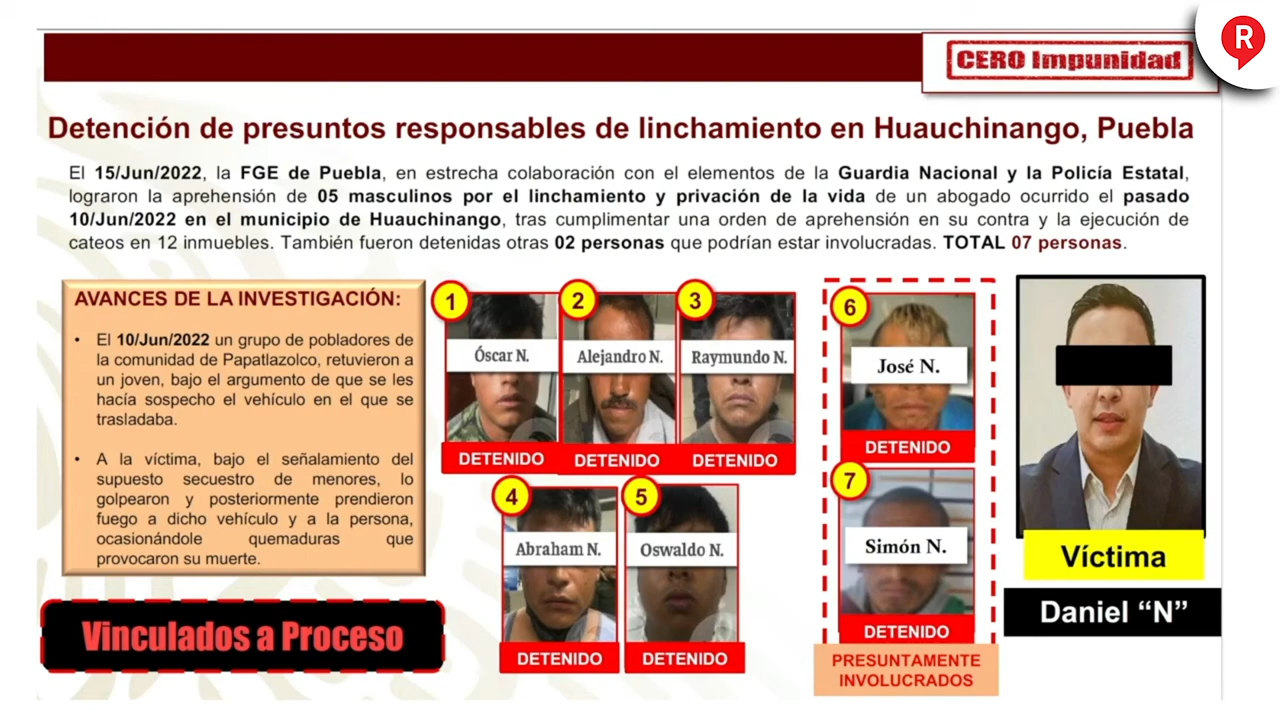 R
CERO Impunidad
Detención de presuntos responsables de linchamiento en Huauchinango, Puebla
El 15/Jun/2022, la FGE de Puebla, en estrecha colaboración con el elementos de la Guardia Nacional y la Policía Estatal,
lograron la aprehensión de 05 masculinos por el linchamiento y privación de la vida de un abogado ocurrido el pasado
10/Jun/2022 en el municipio de Huauchinango, tras cumplimentar una orden de aprehensión en su contra y la ejecución de
cateos en 12 inmuebles. También fueron detenidas otras 02 personas que podrían estar involucradas. TOTAL 07 personas.
AVANCES DE LA INVESTIGACIÓN:
• El 10/Jun/2022 un grupo de pobladores de
la comunidad de Papatlazolco, retuvieron a
un joven, bajo el argumento de que se les
hacía sospecho el vehículo en el que se
trasladaba.
• A la víctima, bajo el señalamiento del
supuesto secuestro de menores, lo
golpearon y posteriormente prendieron
fuego a dicho vehículo y a la persona,
ocasionándole quemaduras que
provocaron su muerte.
Vinculados a Proceso
1
Óscar N.
DETENIDO
2
Alejandro N.
DETENIDO
3
Raymundo N.
DETENIDO
4
Abraham N.
DETENIDO
5
Oswaldo N.
DETENIDO
6
José N.
DETENIDO
7
Simón N.
DETENIDO
PRESUNTAMENTE
INVOLUCRADOS
Víctima
Daniel “N”